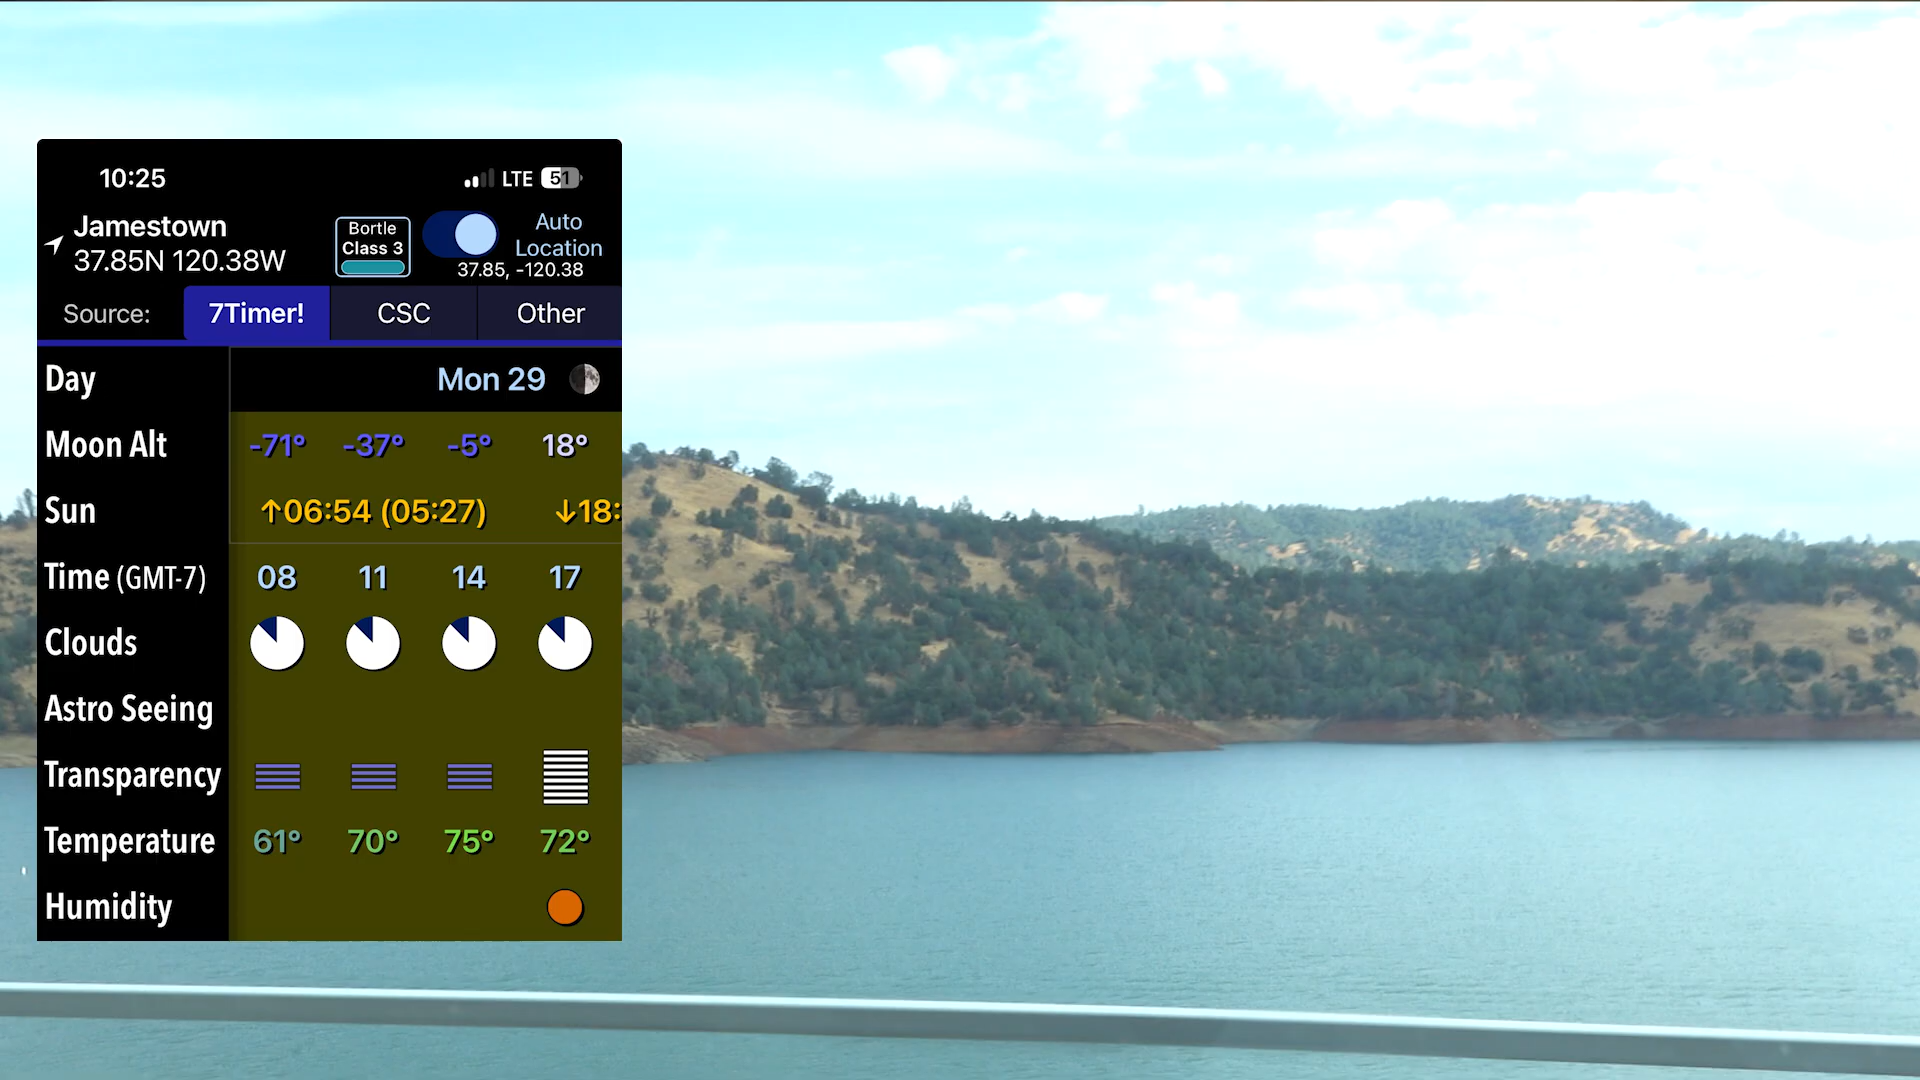 10:25 LTE 51
Jamestown
37.85N 120.38W
Bortle
Class 3
Auto
Location
37.85, -120.38
Source: 7Timer! CSC Other
Day Mon 29
Moon Alt -71° -37° -5° 18°
Sun ↑06:54 (05:27) ↓18:
Time (GMT-7) 08 11 14 17
Clouds
Astro Seeing
Transparency
Temperature 61° 70° 75° 72°
Humidity